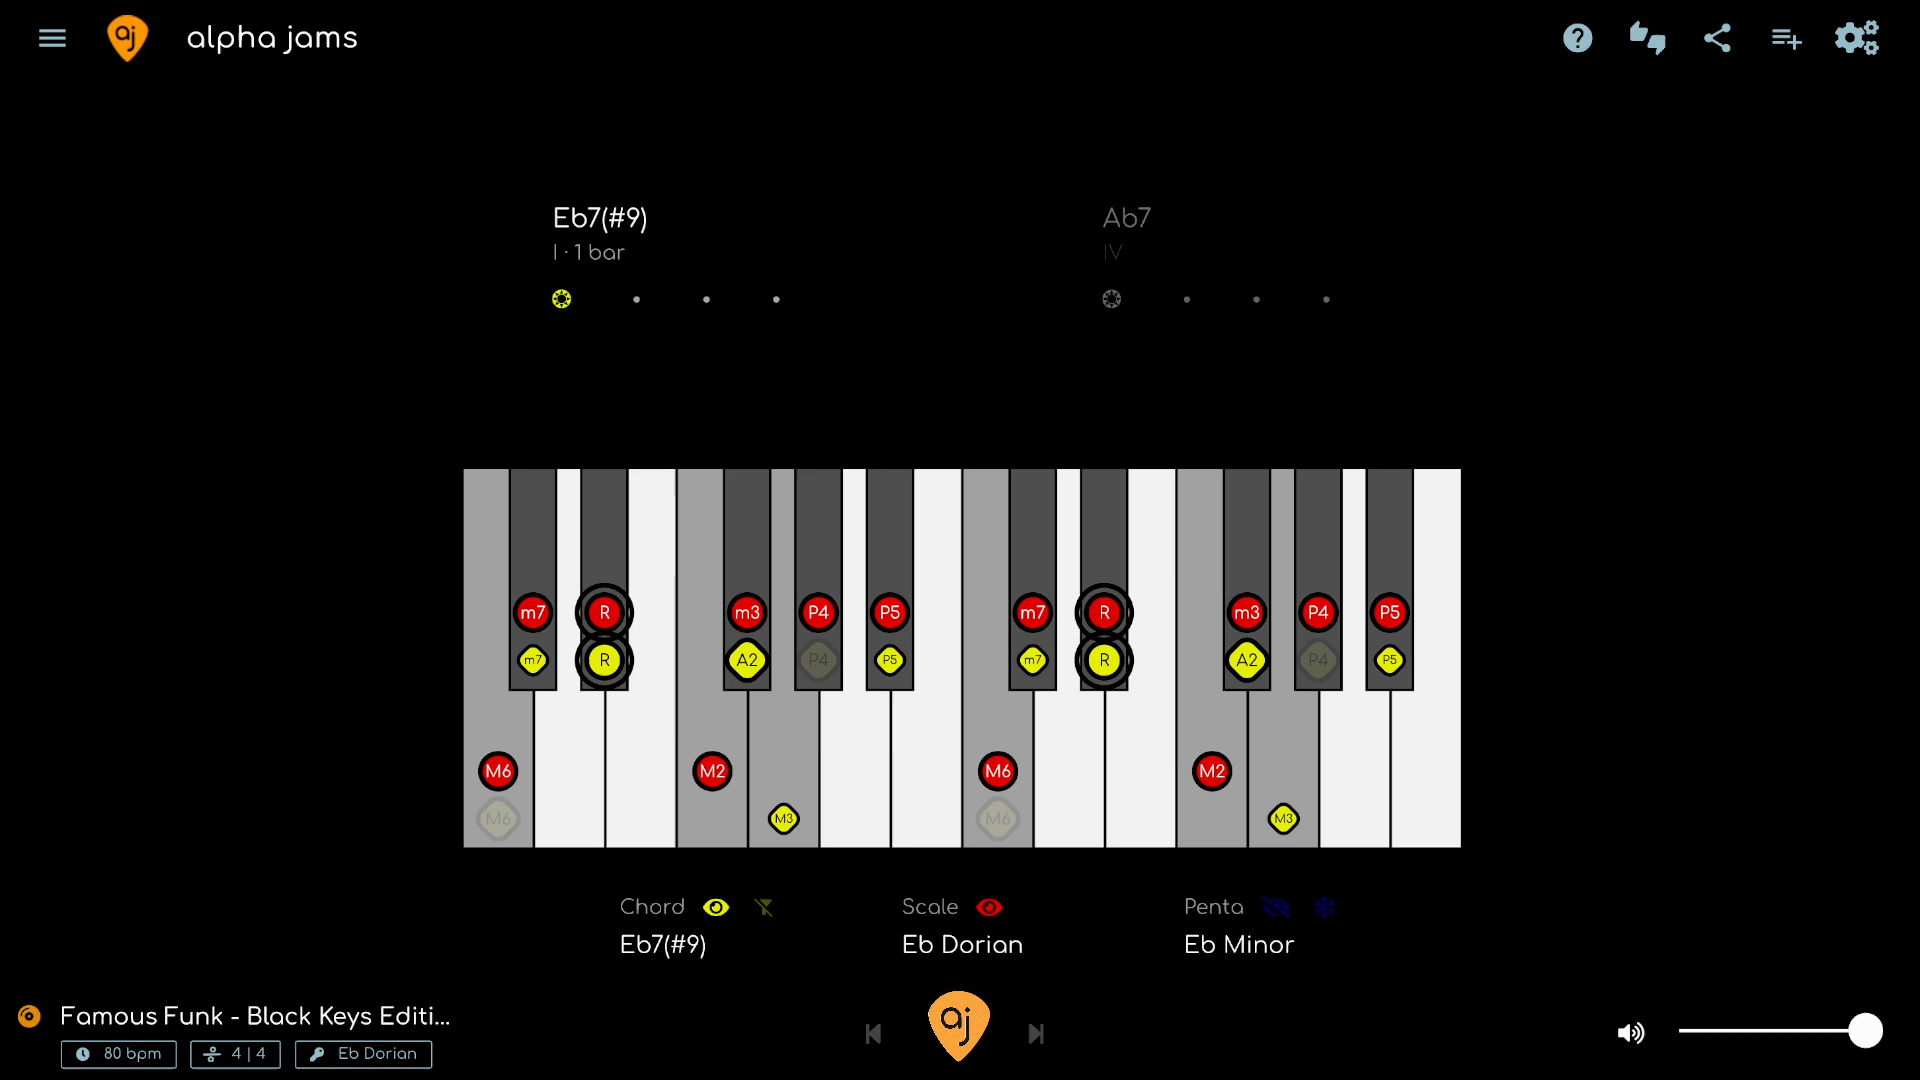 aj alpha jams ?
Eb7(#9) Ab7
I · 1 bar IV
m7 R m3 P4 P5 m7 R m3 P4 P5
m7 R A2 P4 P5 m7 R A2 P4 P5
M6 M2 M6 M2
M6 M3 M6 M3
Chord Scale Penta
Eb7(#9) Eb Dorian Eb Minor
Famous Funk - Black Keys Editi...
aj
80 bpm 4 | 4 Eb Dorian